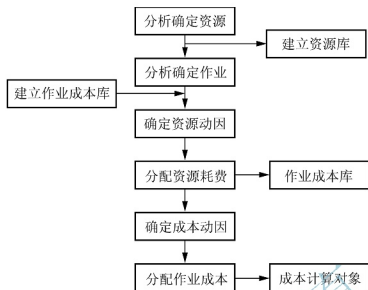 分析确定资源
建立资源库
分析确定作业
建立作业成本库
确定资源动因
分配资源耗费
作业成本库
确定成本动因
分配作业成本
成本计算对象